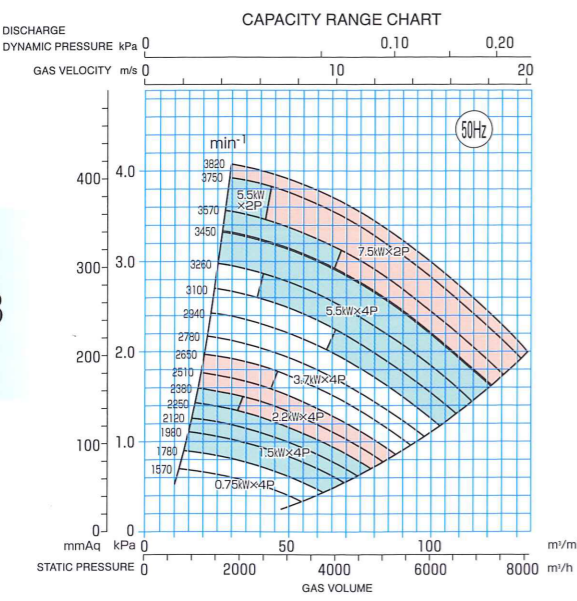 CAPACITY RANGE CHART
DISCHARGE
DYNAMIC PRESSURE kPa 0 0.10 0.20
GAS VELOCITY m/s 0 10 20
50Hz
min-1
3820
400 4.0
3750
5.5kW
×2P
3570
7.5kW×2P
3450
300 3.0
3260
3100
5.5kW×4P
2940
2780
200 2.0
2650
2510
3.7kW×4P
2380
2250
2.2kW×4P
2120
1980
100 1.0
1780
1.5kW×4P
1570
0.75kW×4P
0 0
mmAq kPa 0 50 100 m³/m
STATIC PRESSURE 0 2000 4000 6000 8000 m³/h
GAS VOLUME